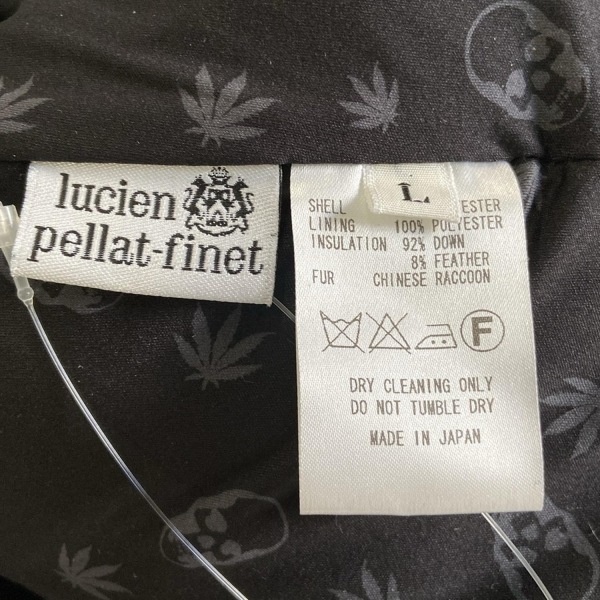 lucien
pellat-finet
L
SHELL
LINING 100% POLYESTER
INSULATION 92% DOWN
8% FEATHER
FUR CHINESE RACCOON
F
DRY CLEANING ONLY
DO NOT TUMBLE DRY
MADE IN JAPAN